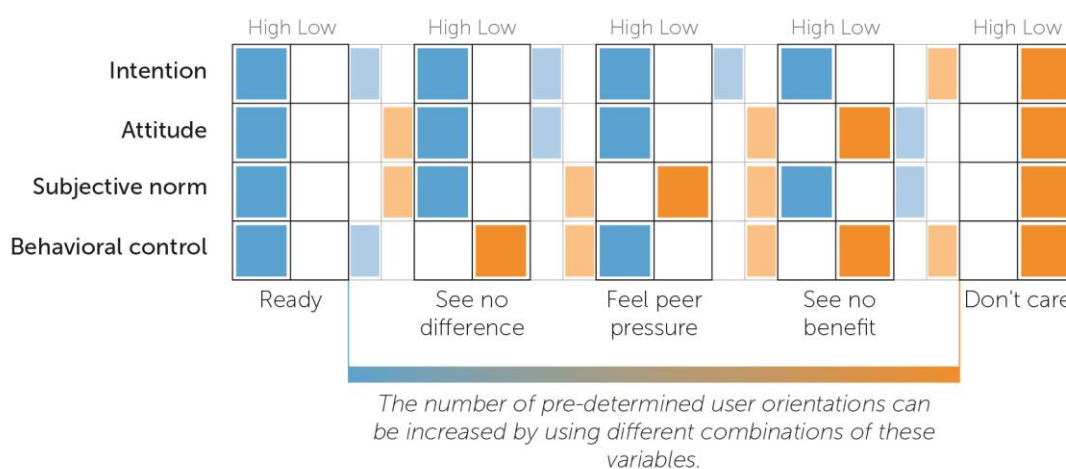 High Low High Low High Low High Low High Low
Intention
Attitude
Subjective norm
Behavioral control
Ready See no Feel peer See no Don't care
difference pressure benefit
The number of pre-determined user orientations can
be increased by using different combinations of these
variables.